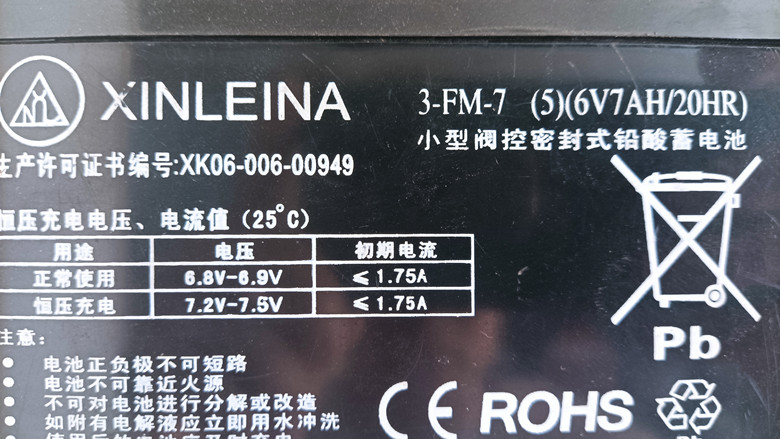 XINLEINA
3-FM-7 (5)(6V7AH/20HR)
小型阀控密封式铅酸蓄电池
生产许可证书编号:XK06-006-00949
恒压充电电压、电流值（25℃）
用途 电压 初期电流
正常使用 6.8V-6.9V ≤1.75A
恒压充电 7.2V-7.5V ≤1.75A
注意:
● 电池正负极不可短路
● 电池不可靠近火源
● 不可对电池进行分解或改造
● 如附有电解液应立即用水冲洗
Pb
CE ROHS